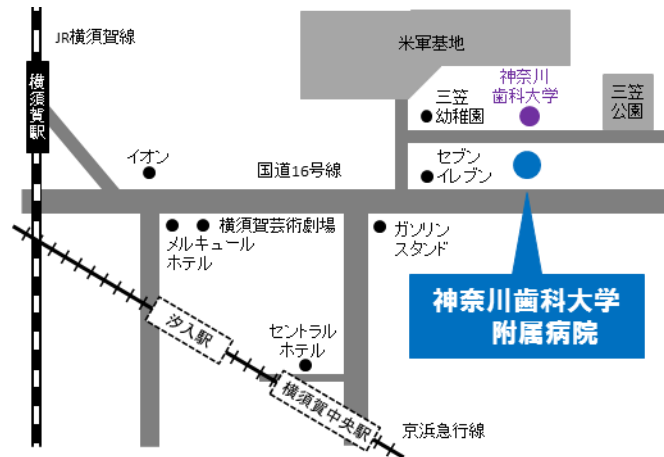 JR横須賀線
米軍基地
神奈川
歯科大学
横須賀駅
三笠
幼稚園
三笠
公園
イオン
国道16号線
セブン
イレブン
横須賀芸術劇場
メルキュール
ホテル
ガソリン
スタンド
神奈川歯科大学
附属病院
汐入駅
セントラル
ホテル
横須賀中央駅
京浜急行線